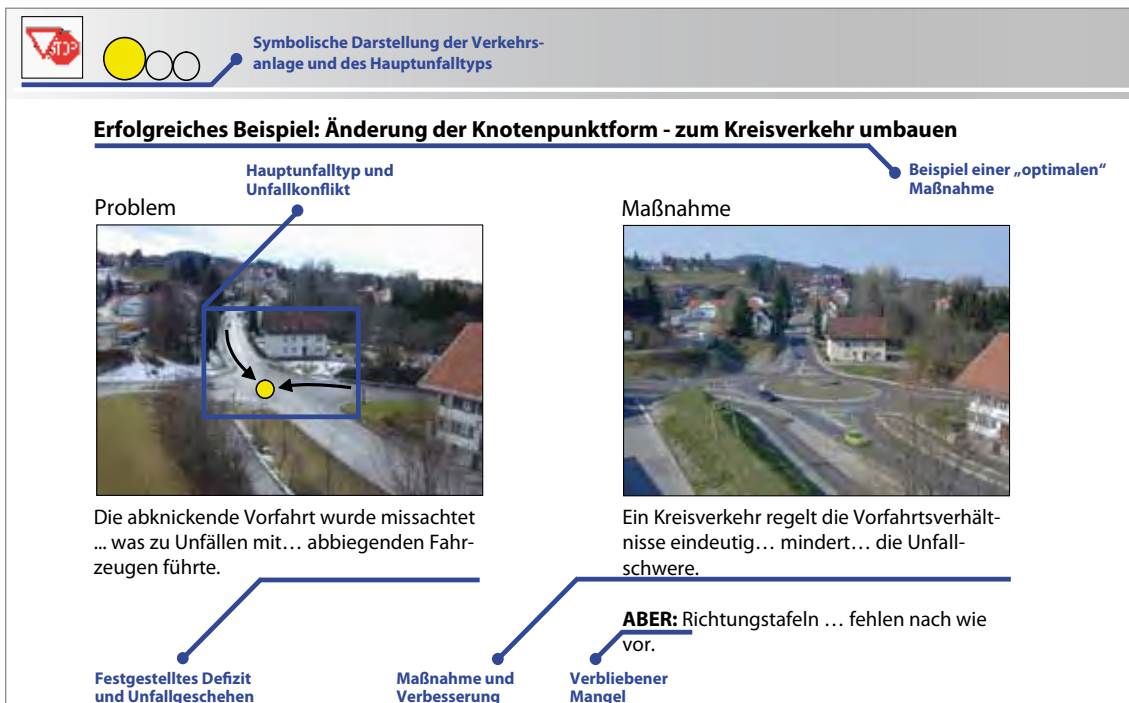 STOP
Symbolische Darstellung der Verkehrs-
anlage und des Hauptunfalltyps
Erfolgreiches Beispiel: Änderung der Knotenpunktform - zum Kreisverkehr umbauen
Hauptunfalltyp und
Unfallkonflikt
Beispiel einer „optimalen“
Maßnahme
Problem
Die abknickende Vorfahrt wurde missachtet
... was zu Unfällen mit… abbiegenden Fahr-
zeugen führte.
Maßnahme
Ein Kreisverkehr regelt die Vorfahrtsverhält-
nisse eindeutig… mindert… die Unfall-
schwere.
ABER: Richtungstafeln … fehlen nach wie
vor.
Festgestelltes Defizit
und Unfallgeschehen
Maßnahme und
Verbesserung
Verbliebener
Mangel